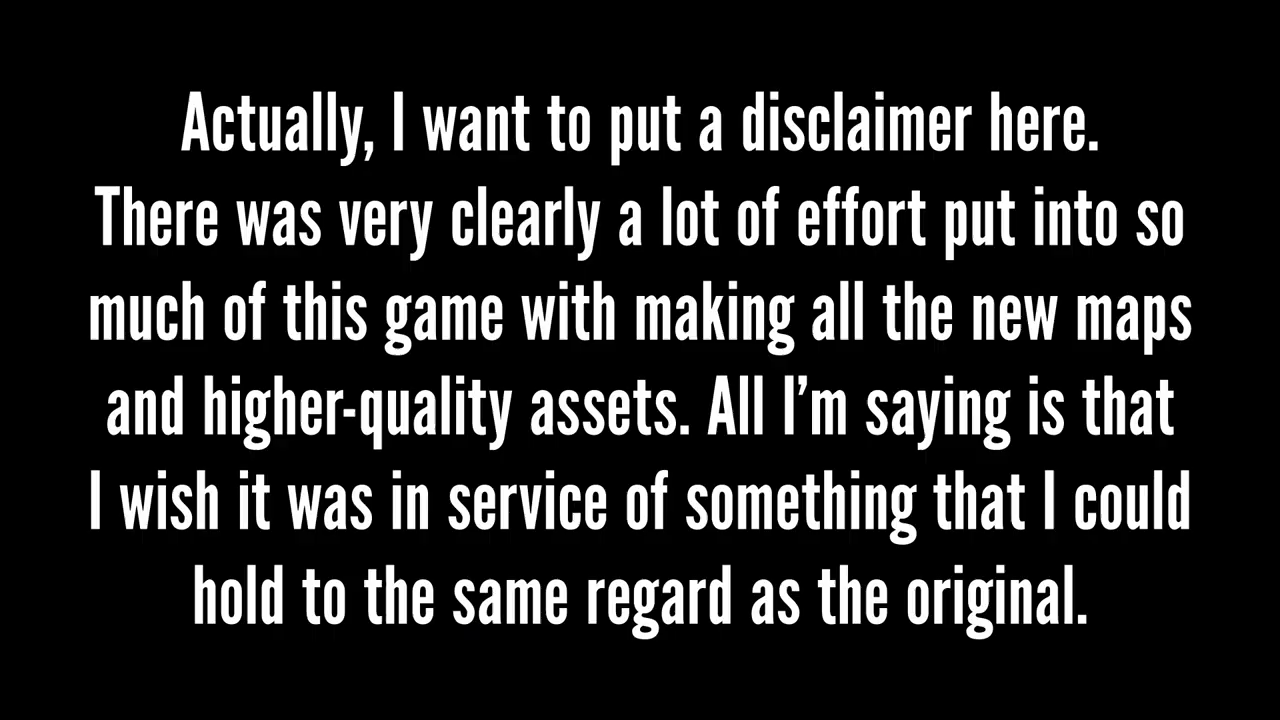 Actually, I want to put a disclaimer here.
There was very clearly a lot of effort put into so
much of this game with making all the new maps
and higher-quality assets. All I’m saying is that
I wish it was in service of something that I could
hold to the same regard as the original.